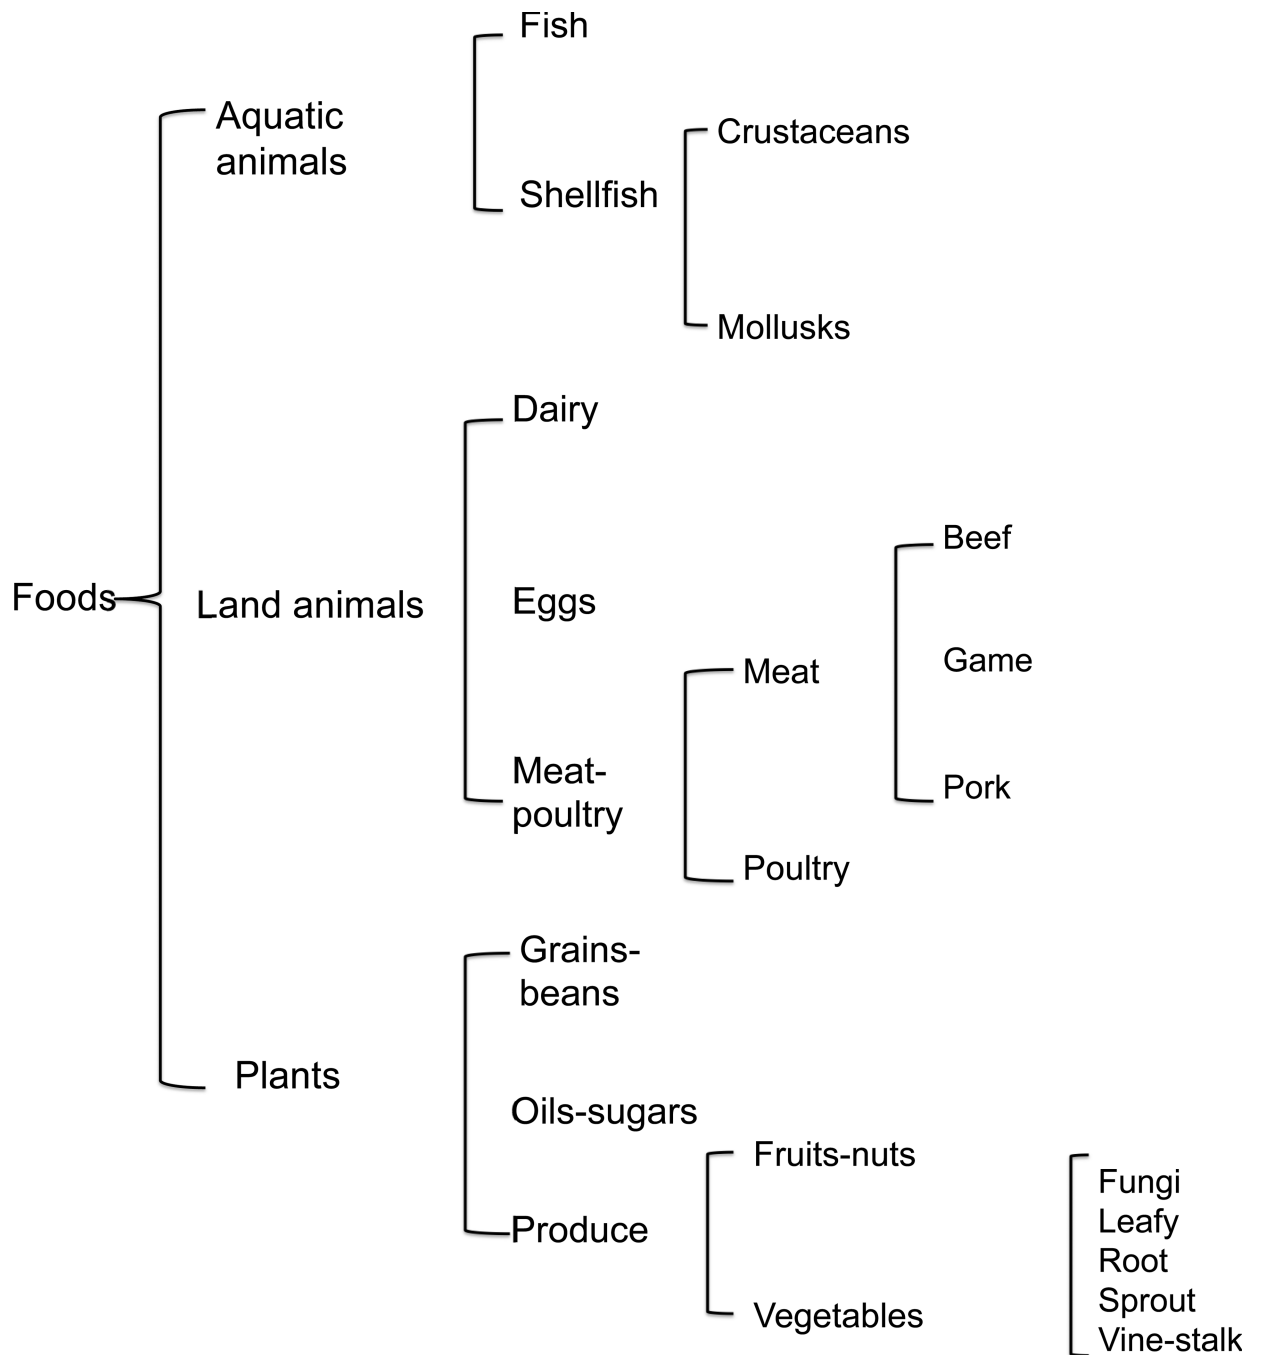 Fish
Aquatic
animals
Crustaceans
Shellfish
Mollusks
Dairy
Beef
Foods
Land animals
Eggs
Game
Meat
Meat-
poultry
Pork
Poultry
Grains-
beans
Plants
Oils-sugars
Fruits-nuts
Fungi
Leafy
Produce
Root
Sprout
Vegetables
Vine-stalk